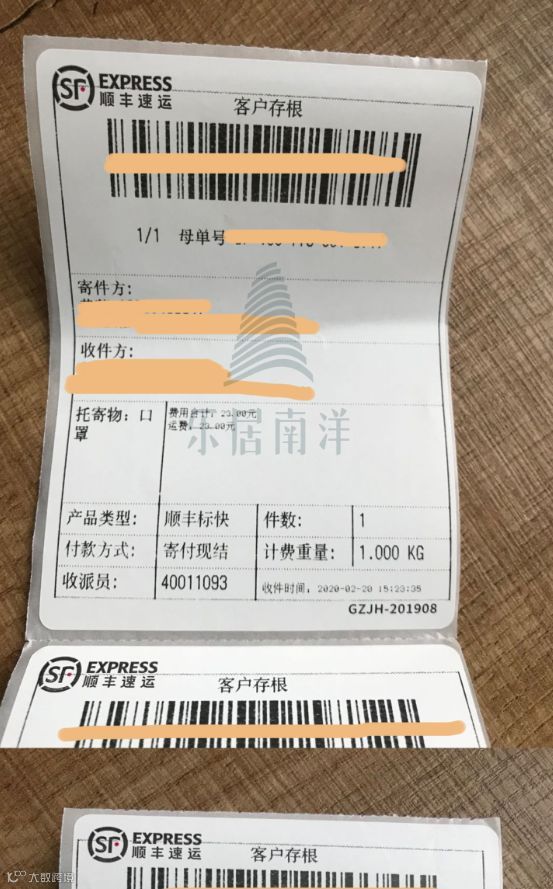 SF EXPRESS
顺丰速运
客户存根
1/1 母单号
寄件方：
收件方：
托寄物：口罩
费用合计：23.00元
运费：23.00元
乐居南洋
产品类型： 顺丰标快 件数： 1
付款方式： 寄付现结 计费重量： 1.000 KG
收派员： 40011093 收件时间：2020-02-20 15:23:35
GZJH-201908
SF EXPRESS
顺丰速运
客户存根
SF EXPRESS
顺丰速运
客户存根
大数跨境